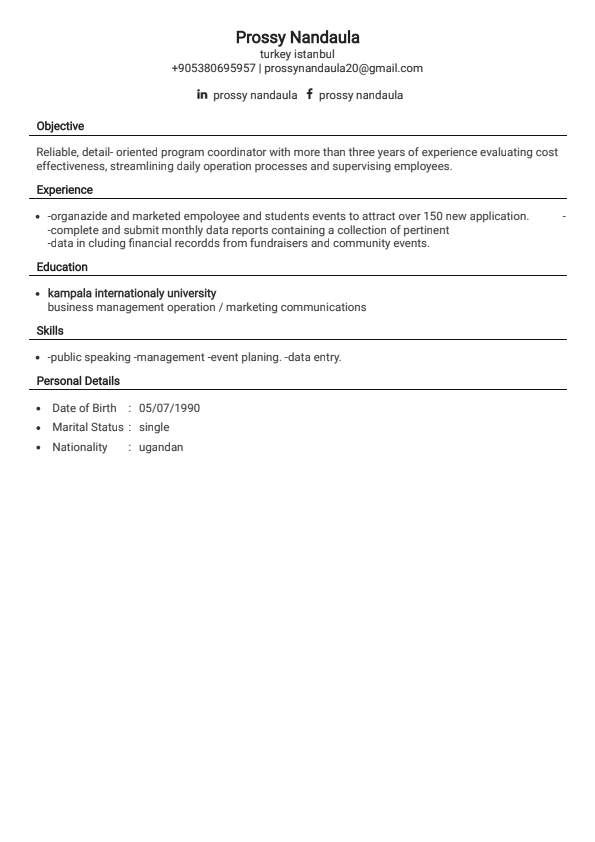 Prossy Nandaula
turkey istanbul
+905380695957 | prossynandaula20@gmail.com
in prossy nandaula f prossy nandaula
Objective
Reliable, detail- oriented program coordinator with more than three years of experience evaluating cost
effectiveness, streamlining daily operation processes and supervising employees.
Experience
• -organazide and marketed empoloyee and students events to attract over 150 new application. -
-complete and submit monthly data reports containing a collection of pertinent
-data in cluding financial recordds from fundraisers and community events.
Education
• kampala internationaly university
business management operation / marketing communications
Skills
• -public speaking -management -event planing. -data entry.
Personal Details
• Date of Birth : 05/07/1990
• Marital Status : single
• Nationality : ugandan